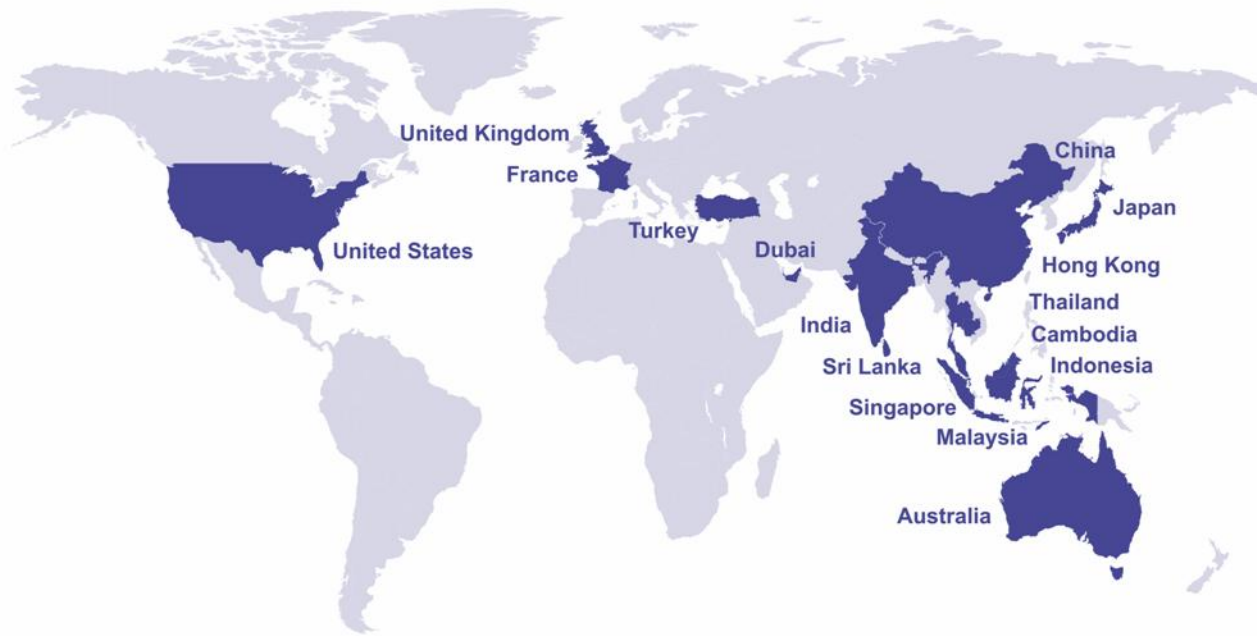 United Kingdom
China
France
Japan
Turkey
United States
Dubai
Hong Kong
Thailand
India
Cambodia
Sri Lanka
Indonesia
Singapore
Malaysia
Australia